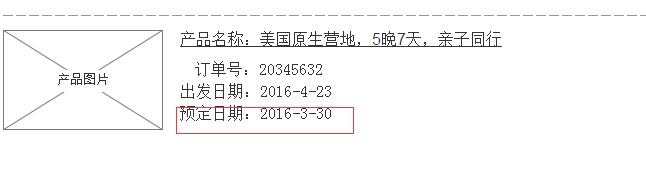 产品名称：美国原生营地，5晚7天，亲子同行
产品图片
订单号：20345632
出发日期：2016-4-23
预定日期：2016-3-30